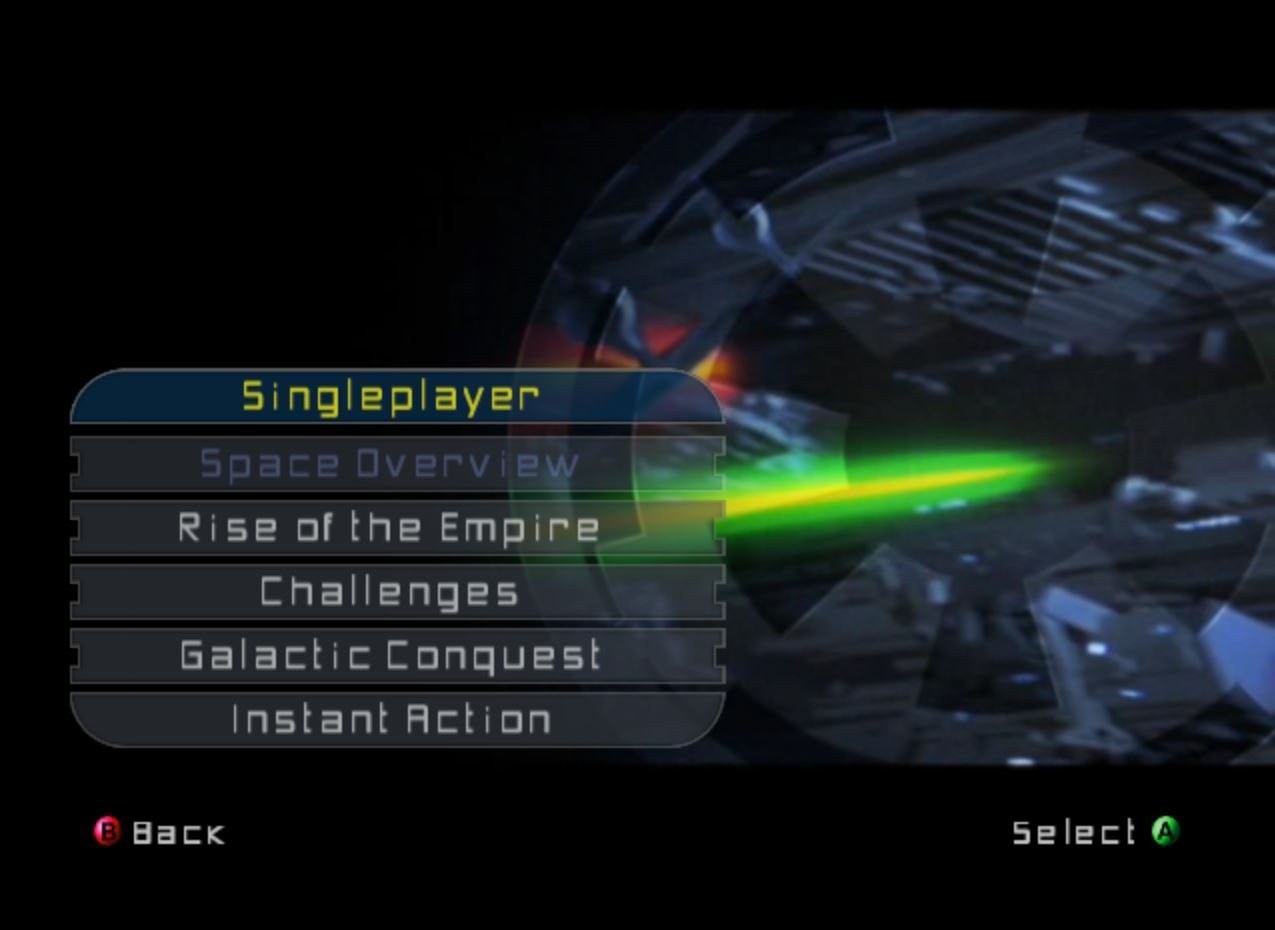 Singleplayer
Space Overview
Rise of the Empire
Challenges
Galactic Conquest
Instant Action
B Back
Select A